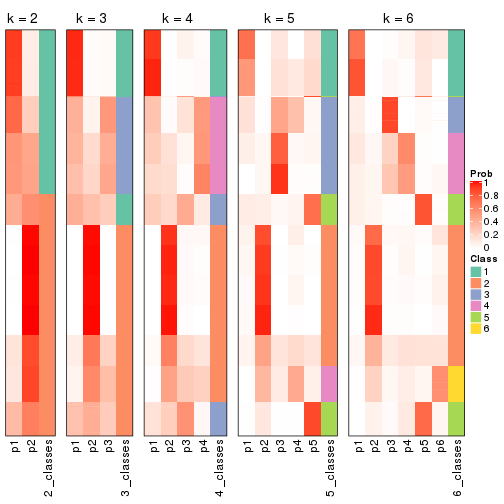 k = 2
k = 3
k = 4
k = 5
k = 6
p1
p2
2_classes
p1
p2
p3
3_classes
p1
p2
p3
p4
4_classes
p1
p2
p3
p4
p5
5_classes
p1
p2
p3
p4
p5
p6
6_classes
Prob
1
0.8
0.6
0.4
0.2
0
Class
1
2
3
4
5
6